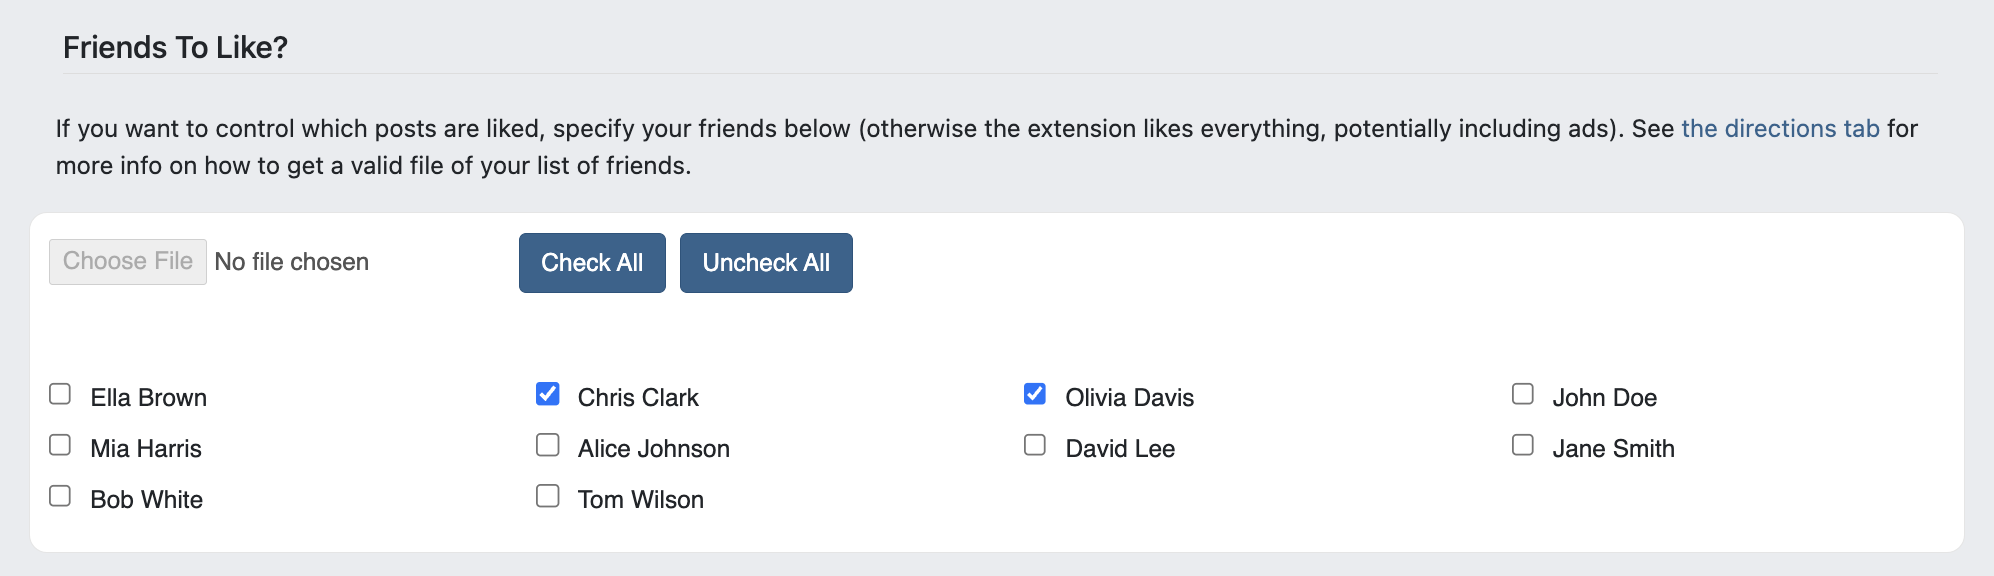 Friends To Like?
If you want to control which posts are liked, specify your friends below (otherwise the extension likes everything, potentially including ads). See the directions tab for
more info on how to get a valid file of your list of friends.
Choose File No file chosen Check All Uncheck All
Ella Brown Chris Clark Olivia Davis John Doe
Mia Harris Alice Johnson David Lee Jane Smith
Bob White Tom Wilson